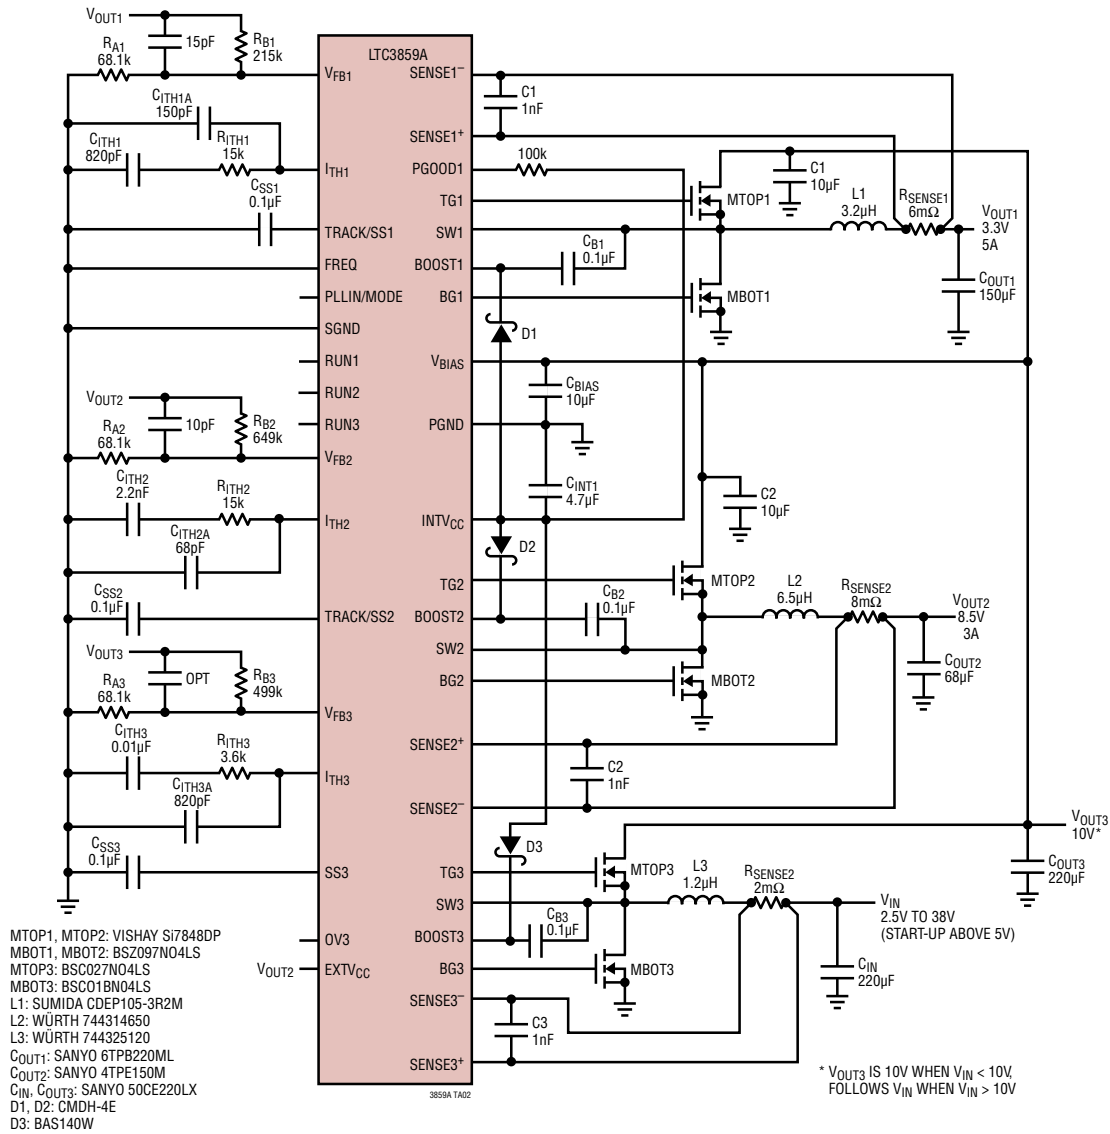 VOUT1
15pF
RB1
215k
RA1
68.1k
CITH1A
150pF
CITH1
820pF
RITH1
15k
CSS1
0.1µF
VOUT2
10pF
RB2
649k
RA2
68.1k
CITH2
2.2nF
RITH2
15k
CITH2A
68pF
CSS2
0.1µF
VOUT3
OPT
RB3
499k
RA3
68.1k
CITH3
0.01µF
RITH3
3.6k
CITH3A
820pF
CSS3
0.1µF
VOUT2
LTC3859A
VFB1
ITH1
TRACK/SS1
FREQ
PLLIN/MODE
SGND
RUN1
RUN2
RUN3
VFB2
ITH2
TRACK/SS2
VFB3
ITH3
SS3
OV3
EXTVCC
SENSE1–
SENSE1+
PGOOD1
TG1
SW1
BOOST1
BG1
VBIAS
PGND
INTVCC
TG2
BOOST2
SW2
BG2
SENSE2+
SENSE2–
TG3
SW3
BOOST3
BG3
SENSE3–
SENSE3+
C1
1nF
100k
MTOP1
C1
10µF
L1
3.2µH
RSENSE1
6mΩ
VOUT1
3.3V
5A
CB1
0.1µF
MBOT1
COUT1
150µF
D1
CBIAS
10µF
CINT1
4.7µF
C2
10µF
D2
MTOP2
L2
6.5µH
RSENSE2
8mΩ
VOUT2
8.5V
3A
CB2
0.1µF
MBOT2
COUT2
68µF
C2
1nF
VOUT3
10V*
D3
MTOP3
L3
1.2µH
RSENSE2
2mΩ
COUT3
220µF
VIN
2.5V TO 38V
(START-UP ABOVE 5V)
CB3
0.1µF
MBOT3
CIN
220µF
C3
1nF
MTOP1, MTOP2: VISHAY Si7848DP
MBOT1, MBOT2: BSZ097NO4LS
MTOP3: BSC027NO4LS
MBOT3: BSCO1BN04LS
L1: SUMIDA CDEP105-3R2M
L2: WÜRTH 744314650
L3: WÜRTH 744325120
COUT1: SANYO 6TPB220ML
COUT2: SANYO 4TPE150M
CIN, COUT3: SANYO 50CE220LX
D1, D2: CMDH-4E
D3: BAS140W
3859A TA02
* VOUT3 IS 10V WHEN VIN < 10V,
FOLLOWS VIN WHEN VIN > 10V